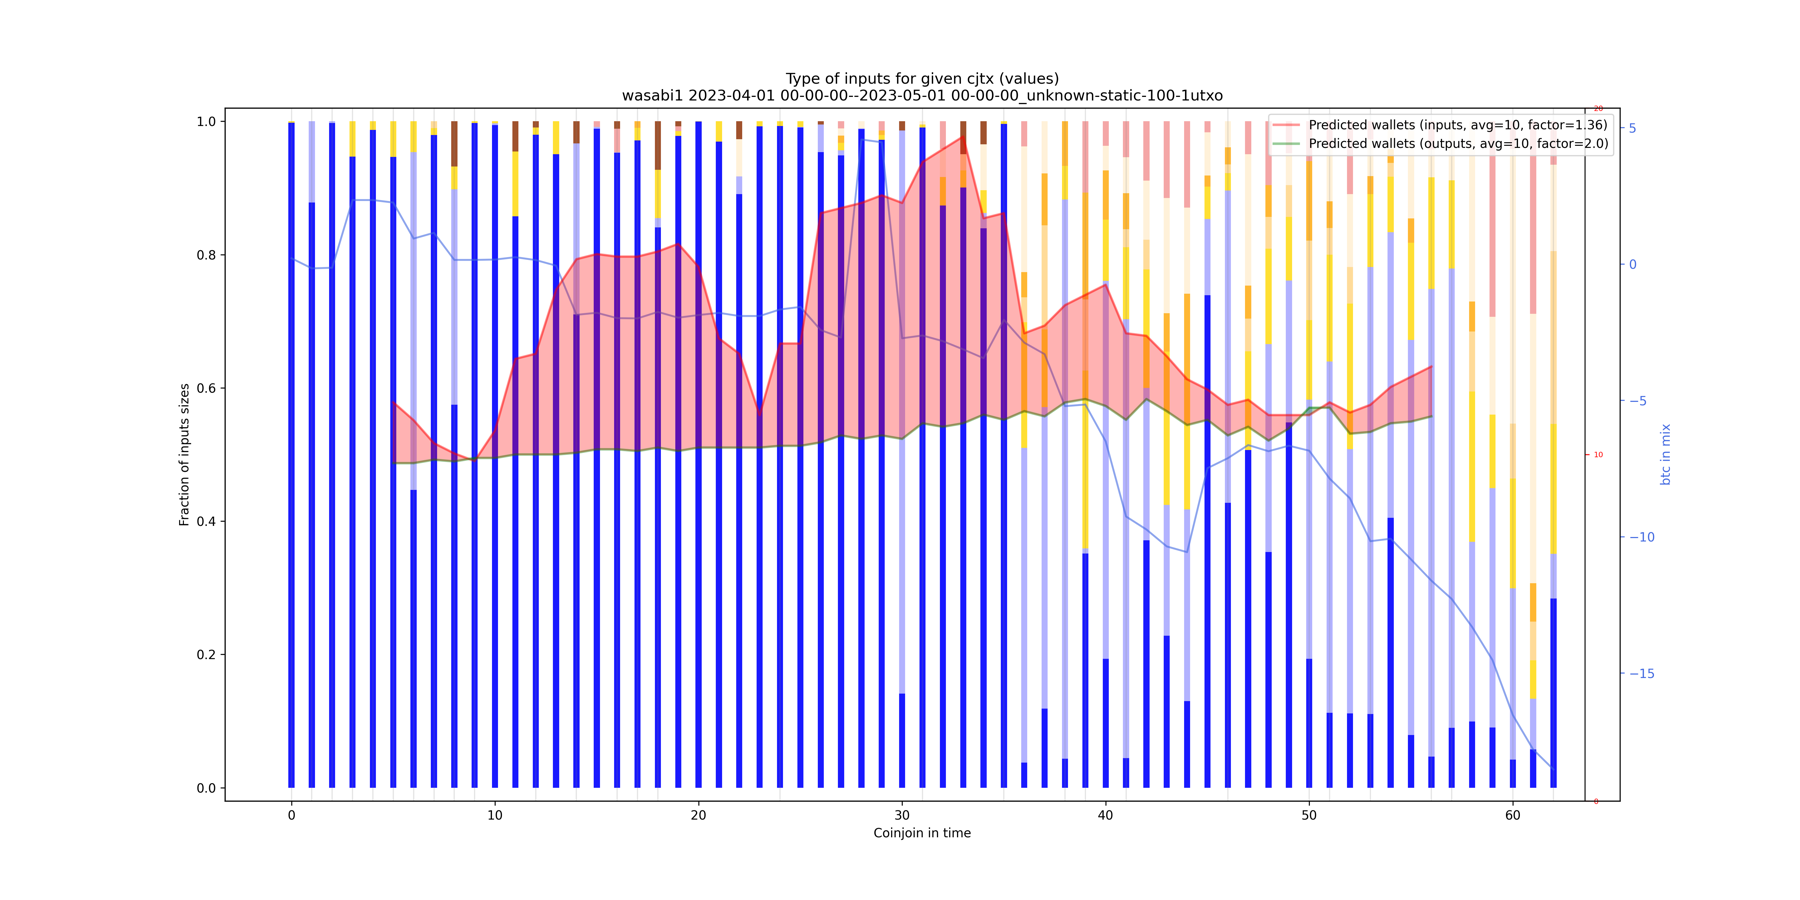 Type of inputs for given cjtx (values)
wasabi1 2023-04-01 00-00-00--2023-05-01 00-00-00_unknown-static-100-1utxo
Predicted wallets (inputs, avg=10, factor=1.36)
Predicted wallets (outputs, avg=10, factor=2.0)
Fraction of inputs sizes
1.0
0.8
0.6
0.4
0.2
0.0
0 10 20 30 40 50 60
Coinjoin in time
20
10
0
5
0
−5
−10
−15
btc in mix